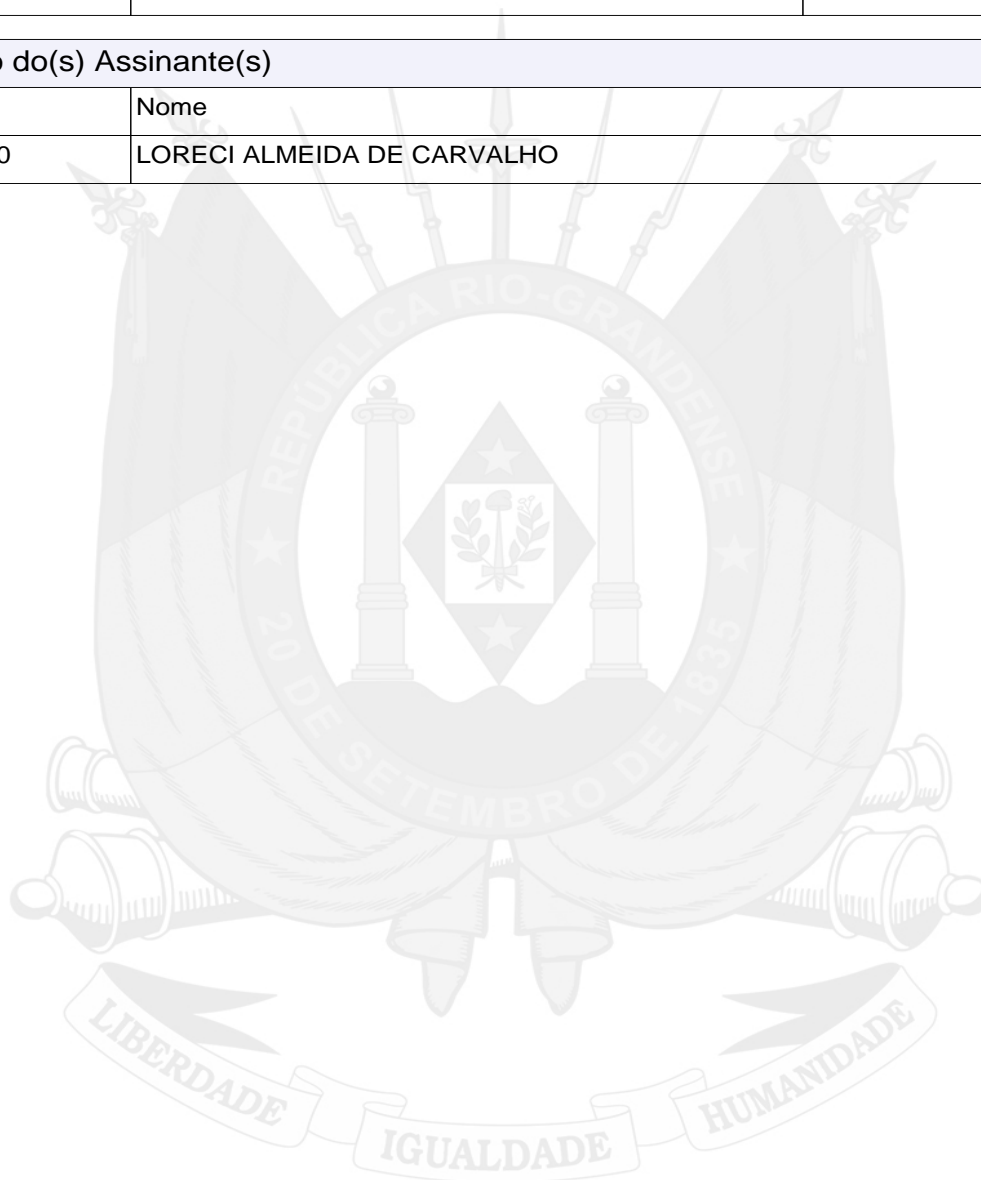 do(s) Assinante(s)
Nome
0 LORECI ALMEIDA DE CARVALHO
REPÚBLICA RIO-GRANDENSE
20 DE SETEMBRO DE 1835
LIBERDADE IGUALDADE HUMANIDADE